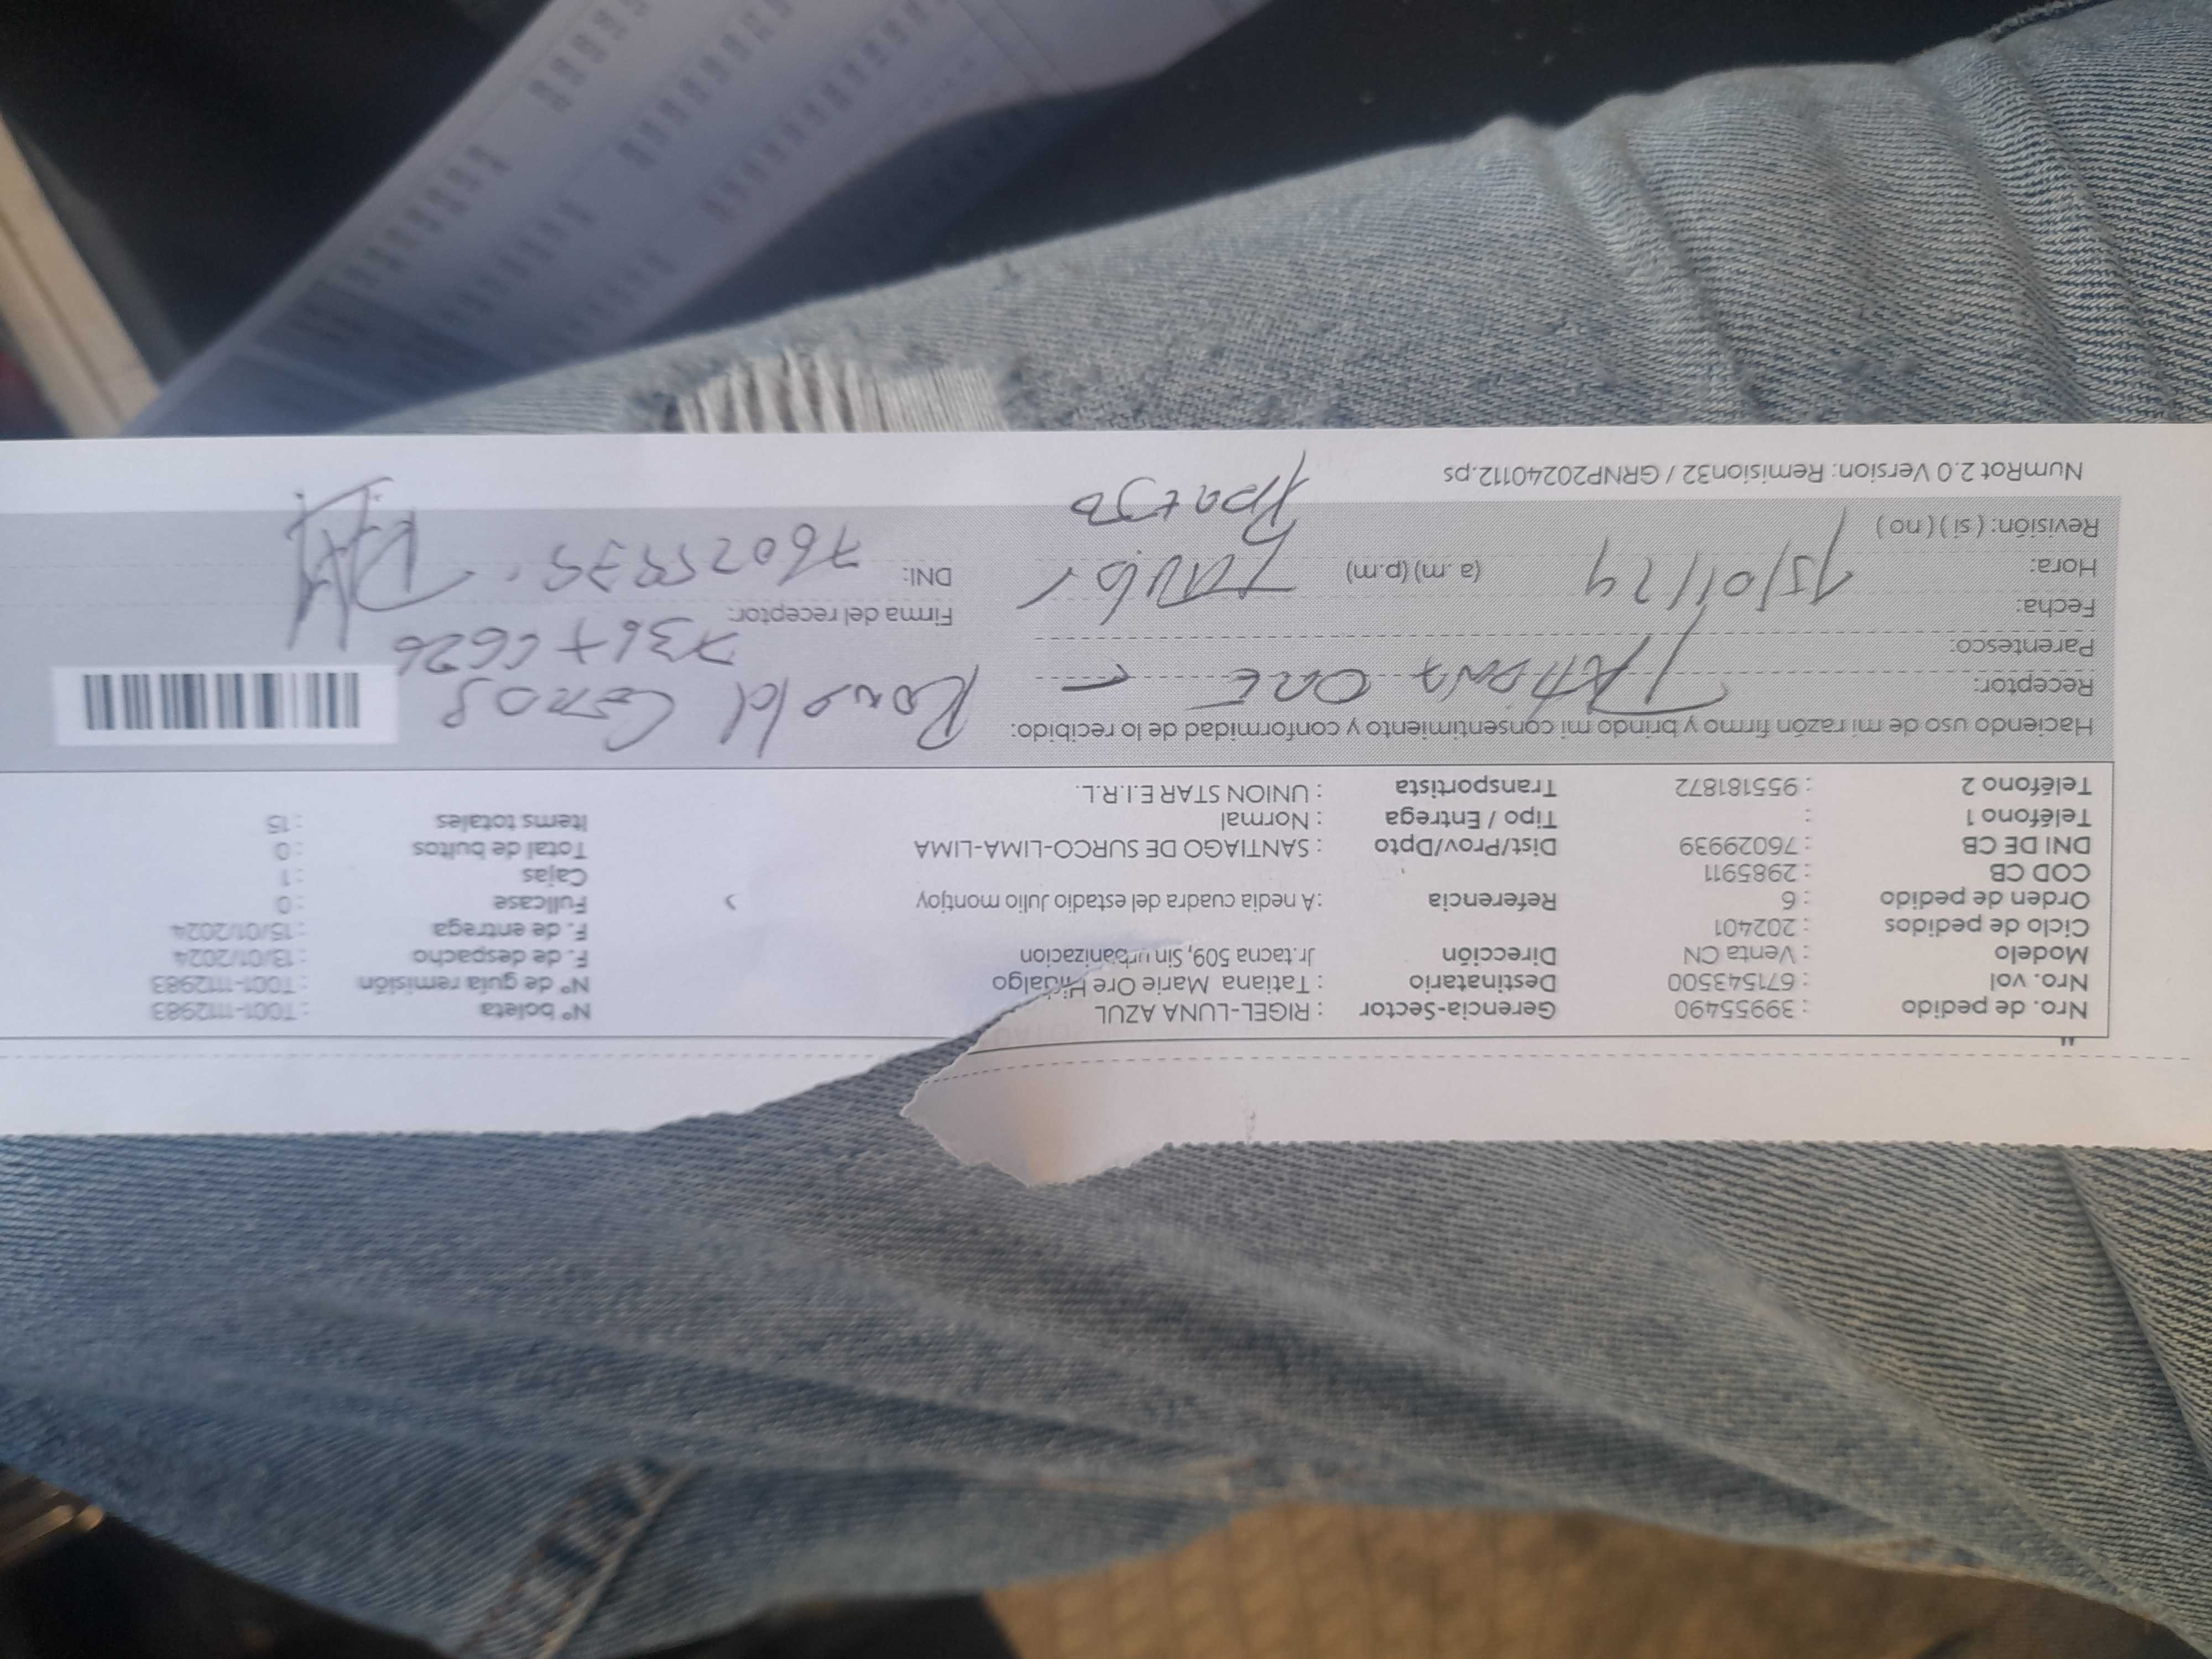 Nro. de pedido : 39955490 Gerencia-Sector : RIGEL-LUNA AZUL N° boleta : T001-1112983
Nro. vol : 671543500 Destinatario : Tatiana Marie Ore Hidalgo N° de guía remisión : T001-1112983
Modelo : Venta CN Dirección Jr.tacna 509, Sin urbanizacion F. de despacho : 13/01/2024
Ciclo de pedidos : 202401 F. de entrega : 15/01/2024
Orden de pedido : 6 Referencia : A nedia cuadra del estadio Julio montjoy Fullcase : 0
COD CB : 2985911 Cajas : 1
DNI DE CB : 76029939 Dist/Prov/Dpto : SANTIAGO DE SURCO-LIMA-LIMA Total de bultos : 0
Teléfono 1 : Tipo / Entrega : Normal Items totales : 15
Teléfono 2 : 955181872 Transportista : UNION STAR E.I.R.L.
Haciendo uso de mi razón firmo y brindo mi consentimiento y conformidad de lo recibido:
Receptor: TATIANA ORE
Parentesco:
Fecha: 15/01/24
Hora: (a.m) (p.m)
Revisión: ( si ) ( no )
Ronald
Firma del receptor:
DNI:
NumRot 2.0 Version: Remision32 / GRNP20240112.ps